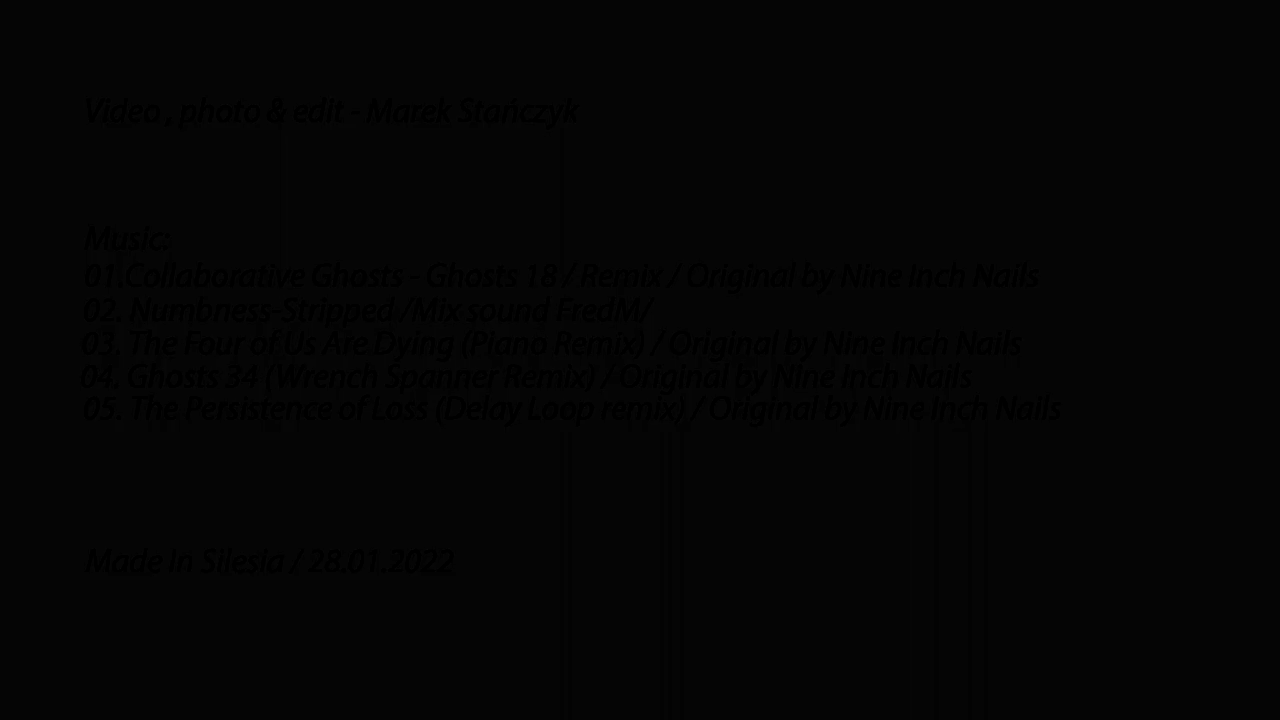 Video , photo & edit - Marek Stańczyk
Music:
01.Collaborative Ghosts - Ghosts 18 / Remix / Original by Nine Inch Nails
02. Numbness-Stripped /Mix sound FredM/
03. The Four of Us Are Dying (Piano Remix) / Original by Nine Inch Nails
04. Ghosts 34 (Wrench Spanner Remix) / Original by Nine Inch Nails
05. The Persistence of Loss (Delay Loop remix) / Original by Nine Inch Nails
Made in Silesia / 28.01.2022